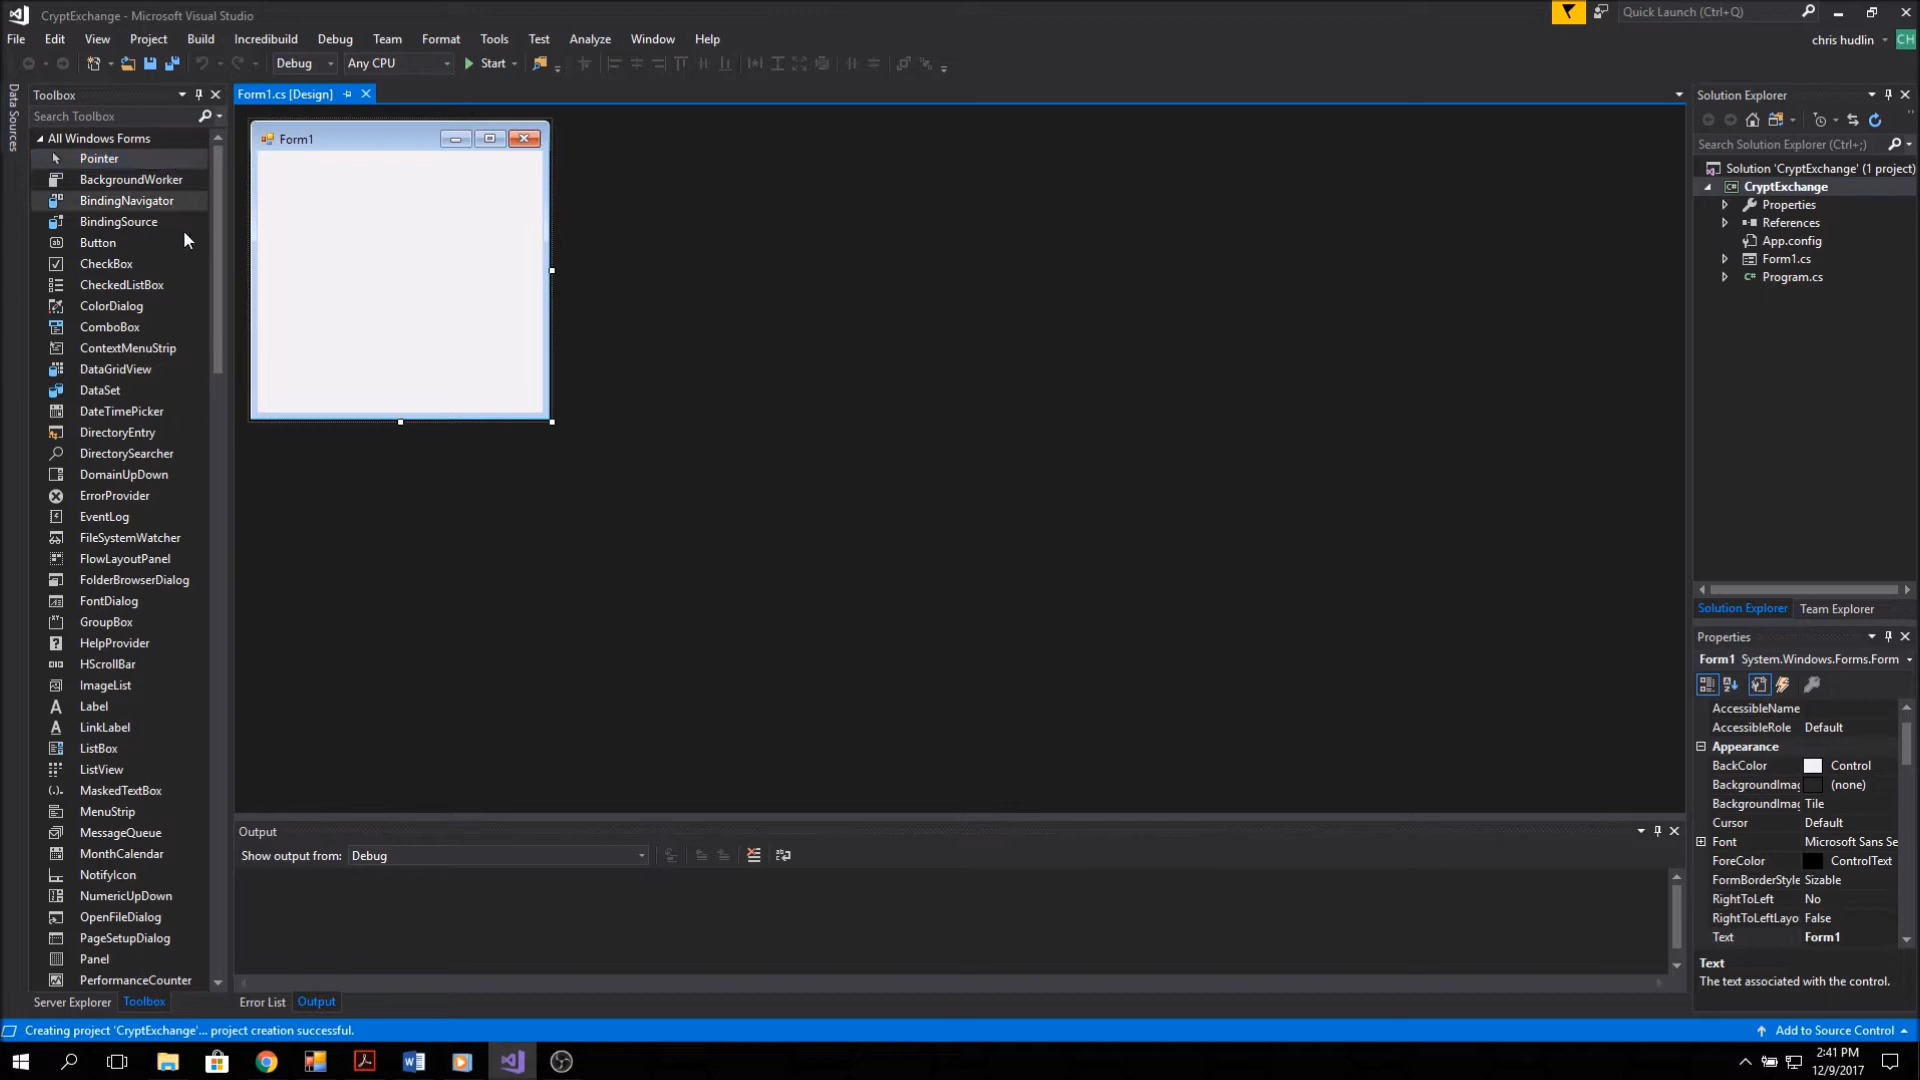 CryptExchange - Microsoft Visual Studio
Quick Launch (Ctrl+Q)
File Edit View Project Build Incredibuild Debug Team Format Tools Test Analyze Window Help
chris hudlin CH
Debug Any CPU Start
Data Sources
Toolbox
Search Toolbox
All Windows Forms
Pointer
BackgroundWorker
BindingNavigator
BindingSource
Button
CheckBox
CheckedListBox
ColorDialog
ComboBox
ContextMenuStrip
DataGridView
DataSet
DateTimePicker
DirectoryEntry
DirectorySearcher
DomainUpDown
ErrorProvider
EventLog
FileSystemWatcher
FlowLayoutPanel
FolderBrowserDialog
FontDialog
GroupBox
HelpProvider
HScrollBar
ImageList
Label
LinkLabel
ListBox
ListView
MaskedTextBox
MenuStrip
MessageQueue
MonthCalendar
NotifyIcon
NumericUpDown
OpenFileDialog
PageSetupDialog
Panel
PerformanceCounter
Server Explorer Toolbox
Form1.cs [Design]
Form1
Output
Show output from: Debug
Error List Output
Solution Explorer
Search Solution Explorer (Ctrl+;)
Solution 'CryptExchange' (1 project)
CryptExchange
Properties
References
App.config
Form1.cs
Program.cs
Solution Explorer Team Explorer
Properties
Form1 System.Windows.Forms.Form
AccessibleName
AccessibleRole Default
Appearance
BackColor Control
BackgroundImag (none)
BackgroundImag Tile
Cursor Default
Font Microsoft Sans Se
ForeColor ControlText
FormBorderStyle Sizable
RightToLeft No
RightToLeftLayo False
Text Form1
Text
The text associated with the control.
Creating project 'CryptExchange'... project creation successful.
Add to Source Control
2:41 PM
12/9/2017